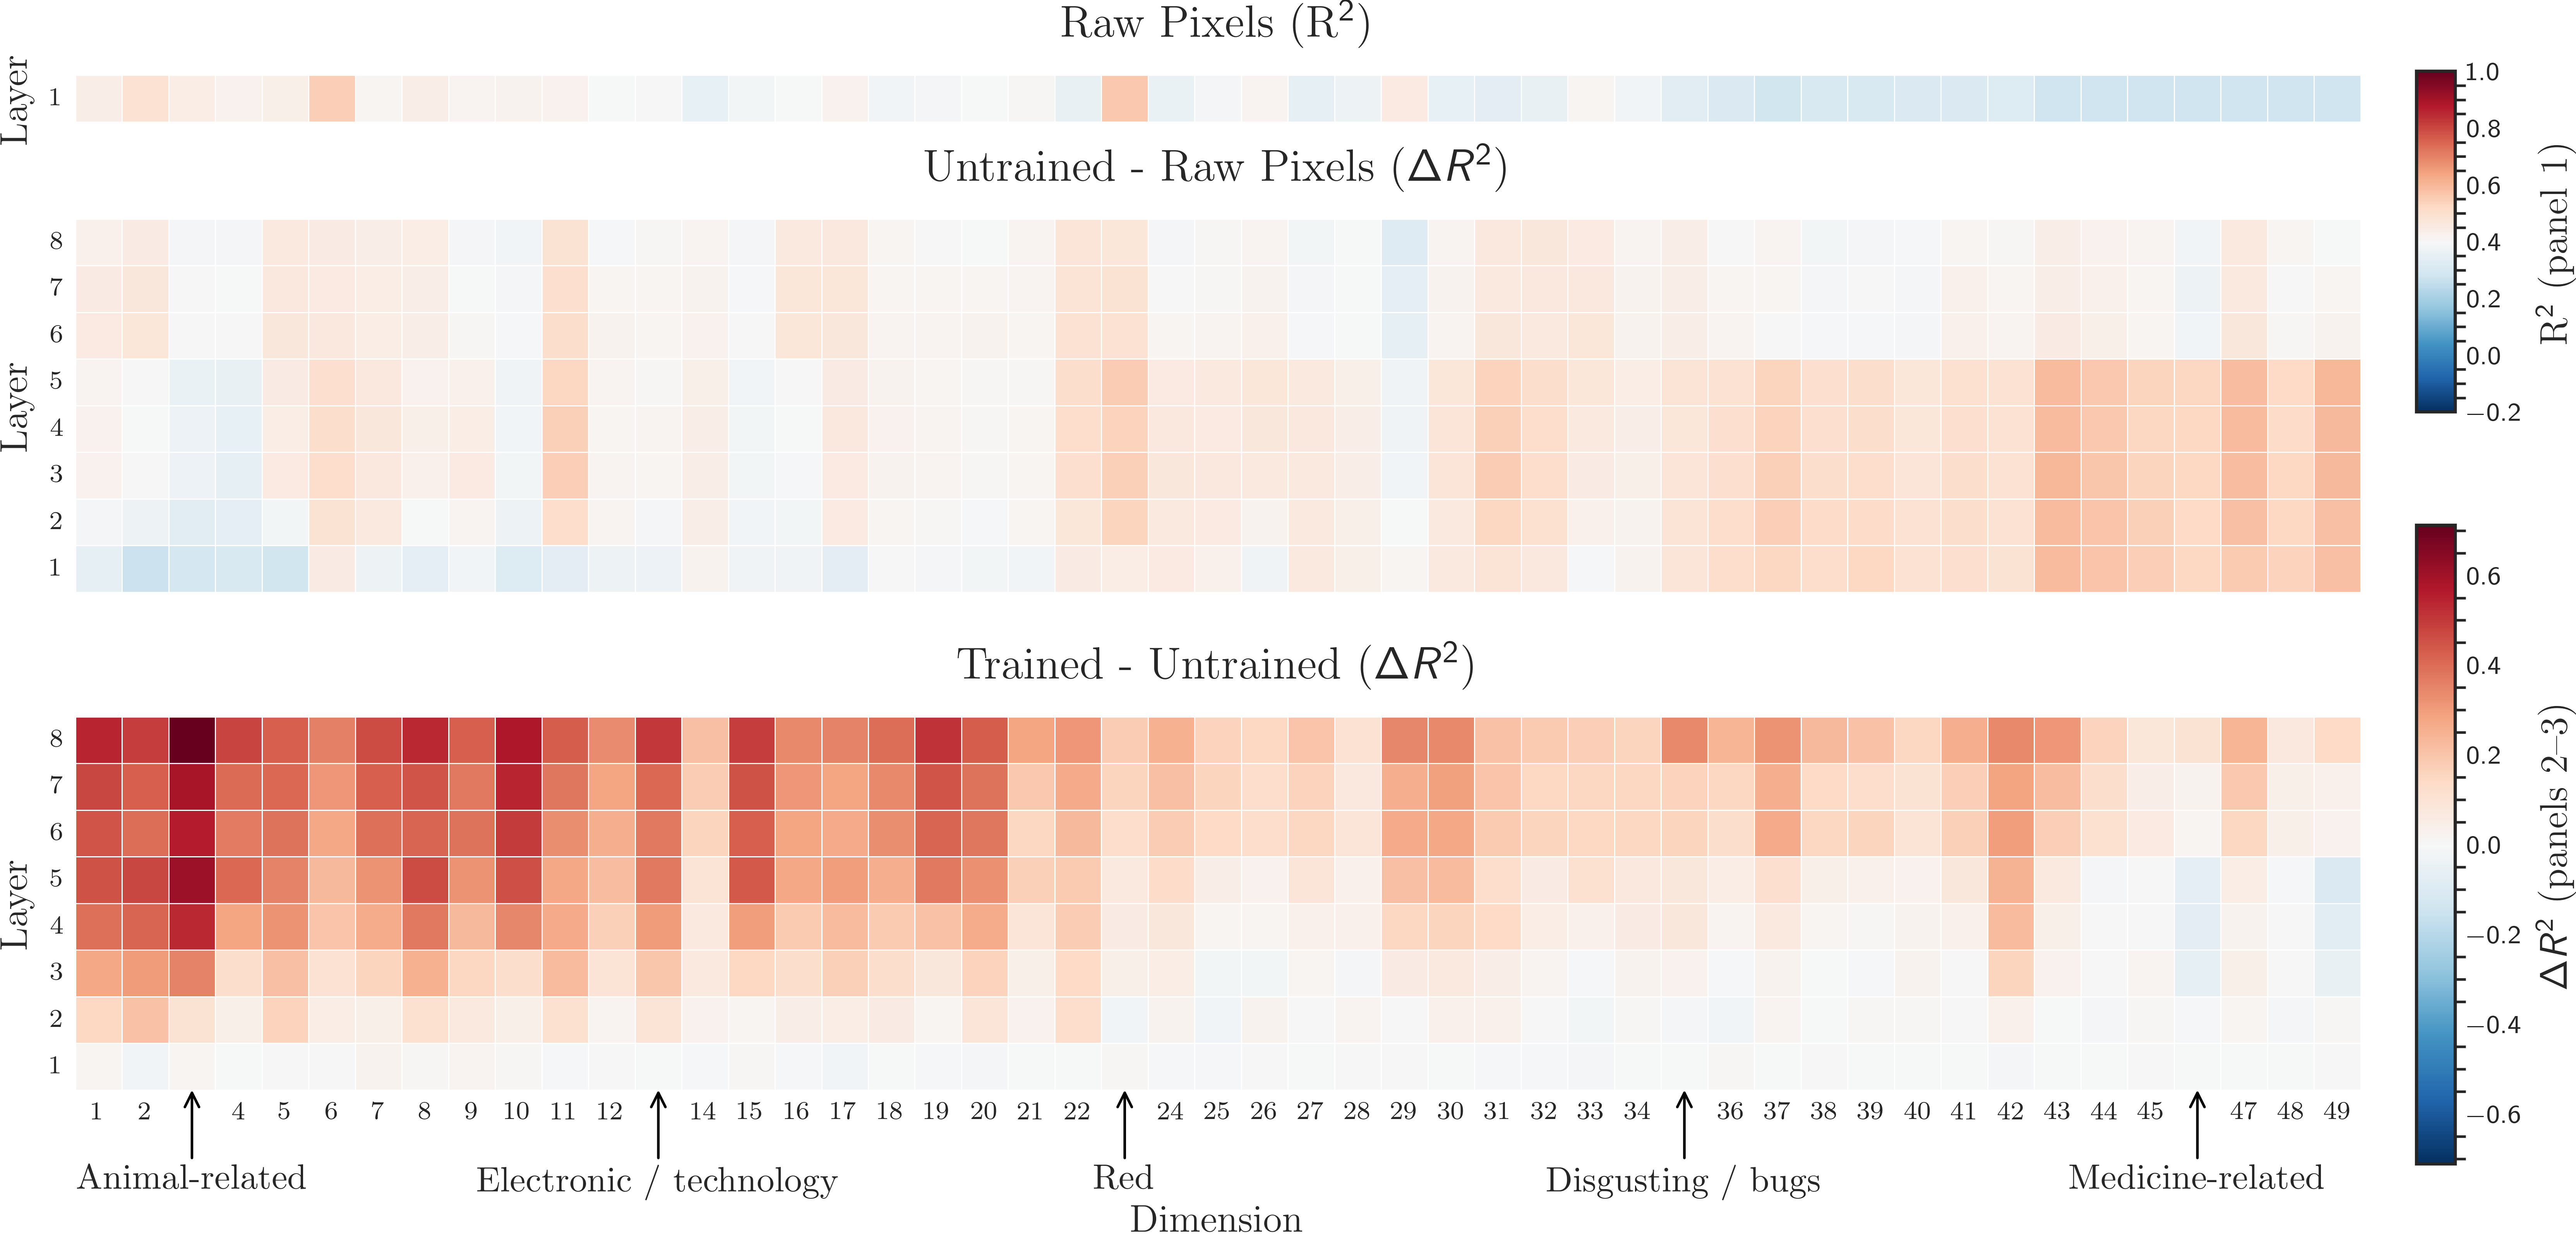 Raw Pixels (R²)
Layer
1
Untrained - Raw Pixels (ΔR²)
Layer
8
7
6
5
4
3
2
1
Trained - Untrained (ΔR²)
Layer
8
7
6
5
4
3
2
1
1 2 4 5 6 7 8 9 10 11 12 14 15 16 17 18 19 20 21 22 24 25 26 27 28 29 30 31 32 33 34 36 37 38 39 40 41 42 43 44 45 47 48 49
Animal-related Electronic / technology Red Disgusting / bugs Medicine-related
Dimension
1.0
0.8
0.6
0.4
0.2
0.0
−0.2
R² (panel 1)
0.6
0.4
0.2
0.0
−0.2
−0.4
−0.6
ΔR² (panels 2–3)